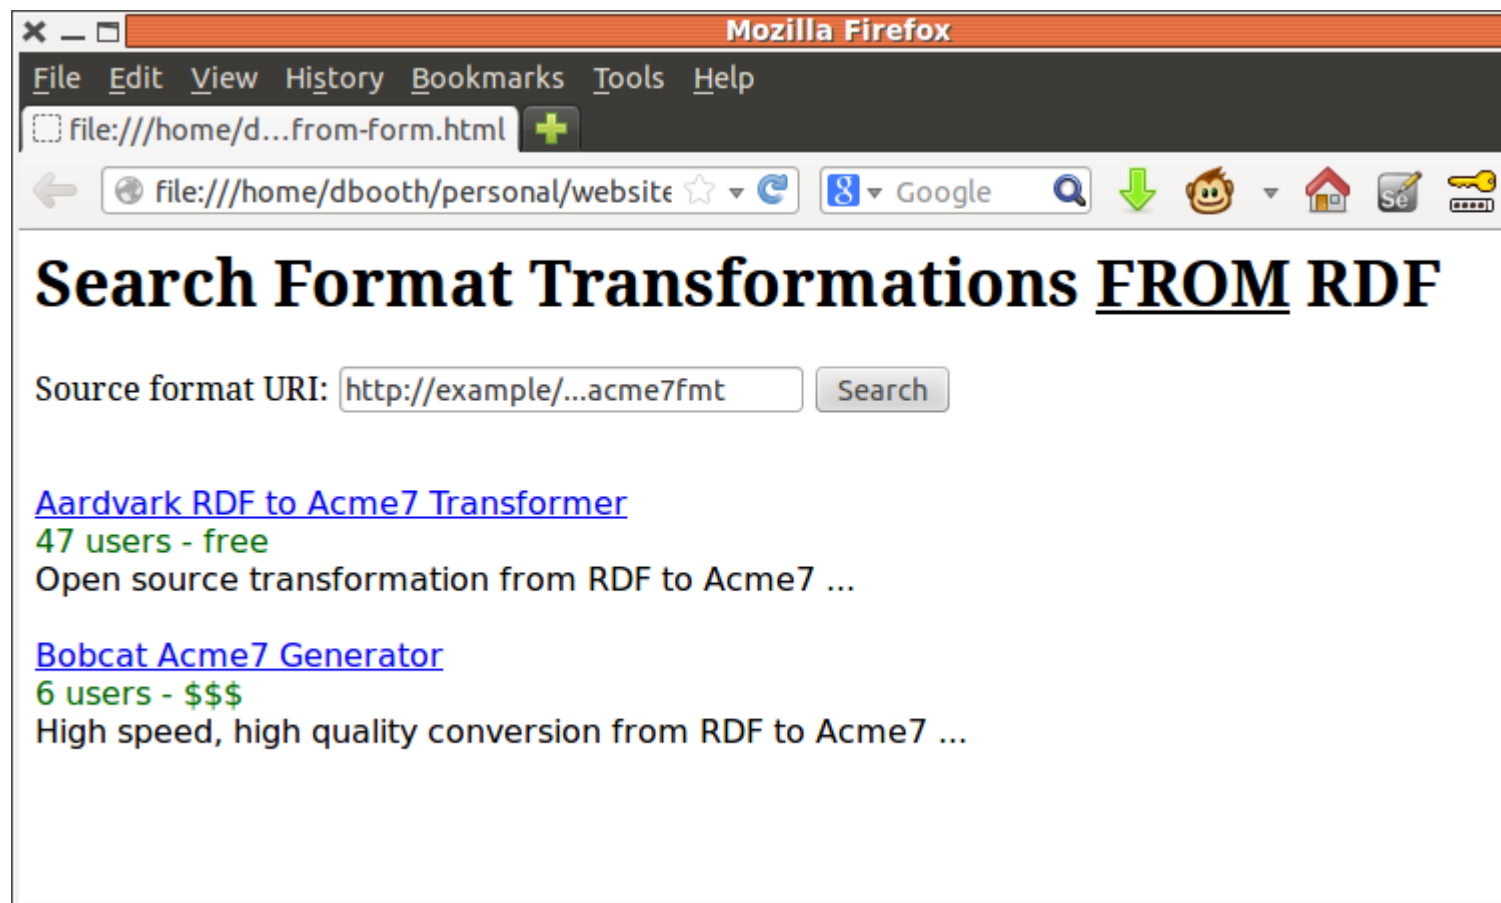 Mozilla Firefox
File Edit View History Bookmarks Tools Help
file:///home/d...from-form.html
file:///home/dbooth/personal/website 8 Google Se
Search Format Transformations FROM RDF
Source format URI: http://example/...acme7fmt Search
Aardvark RDF to Acme7 Transformer
47 users - free
Open source transformation from RDF to Acme7 ...
Bobcat Acme7 Generator
6 users - $$$
High speed, high quality conversion from RDF to Acme7 ...